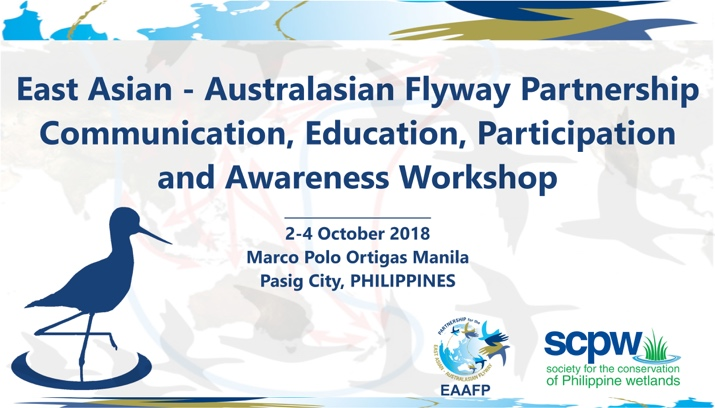 East Asian - Australasian Flyway Partnership
Communication, Education, Participation
and Awareness Workshop
2-4 October 2018
Marco Polo Ortigas Manila
Pasig City, PHILIPPINES
PARTNERSHIP for the
EAST ASIAN - AUSTRALASIAN FLYWAY
EAAFP
scpw
society for the conservation
of Philippine wetlands